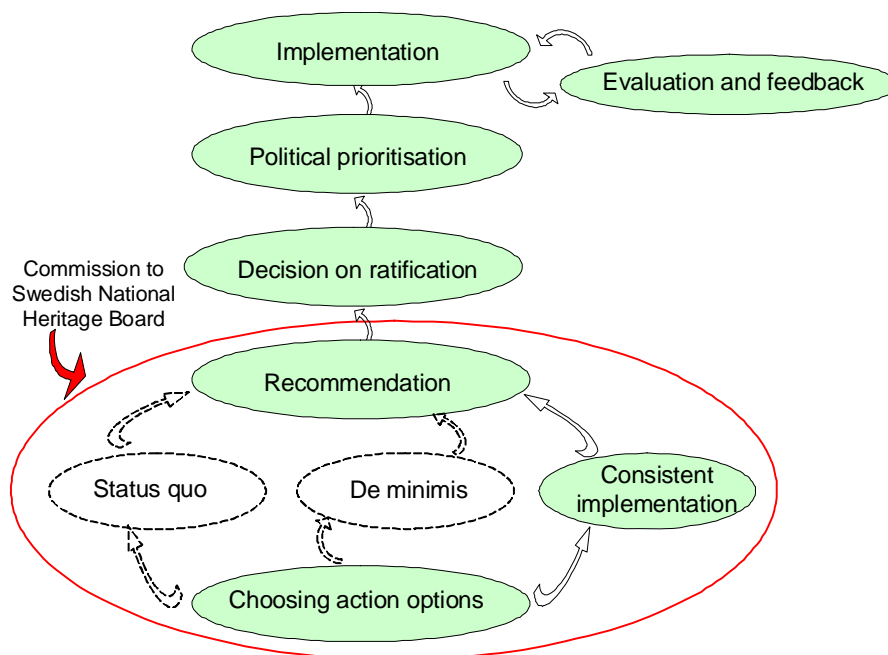 Implementation
Evaluation and feedback
Political prioritisation
Decision on ratification
Commission to
Swedish National
Heritage Board
Recommendation
Status quo
De minimis
Consistent
implementation
Choosing action options